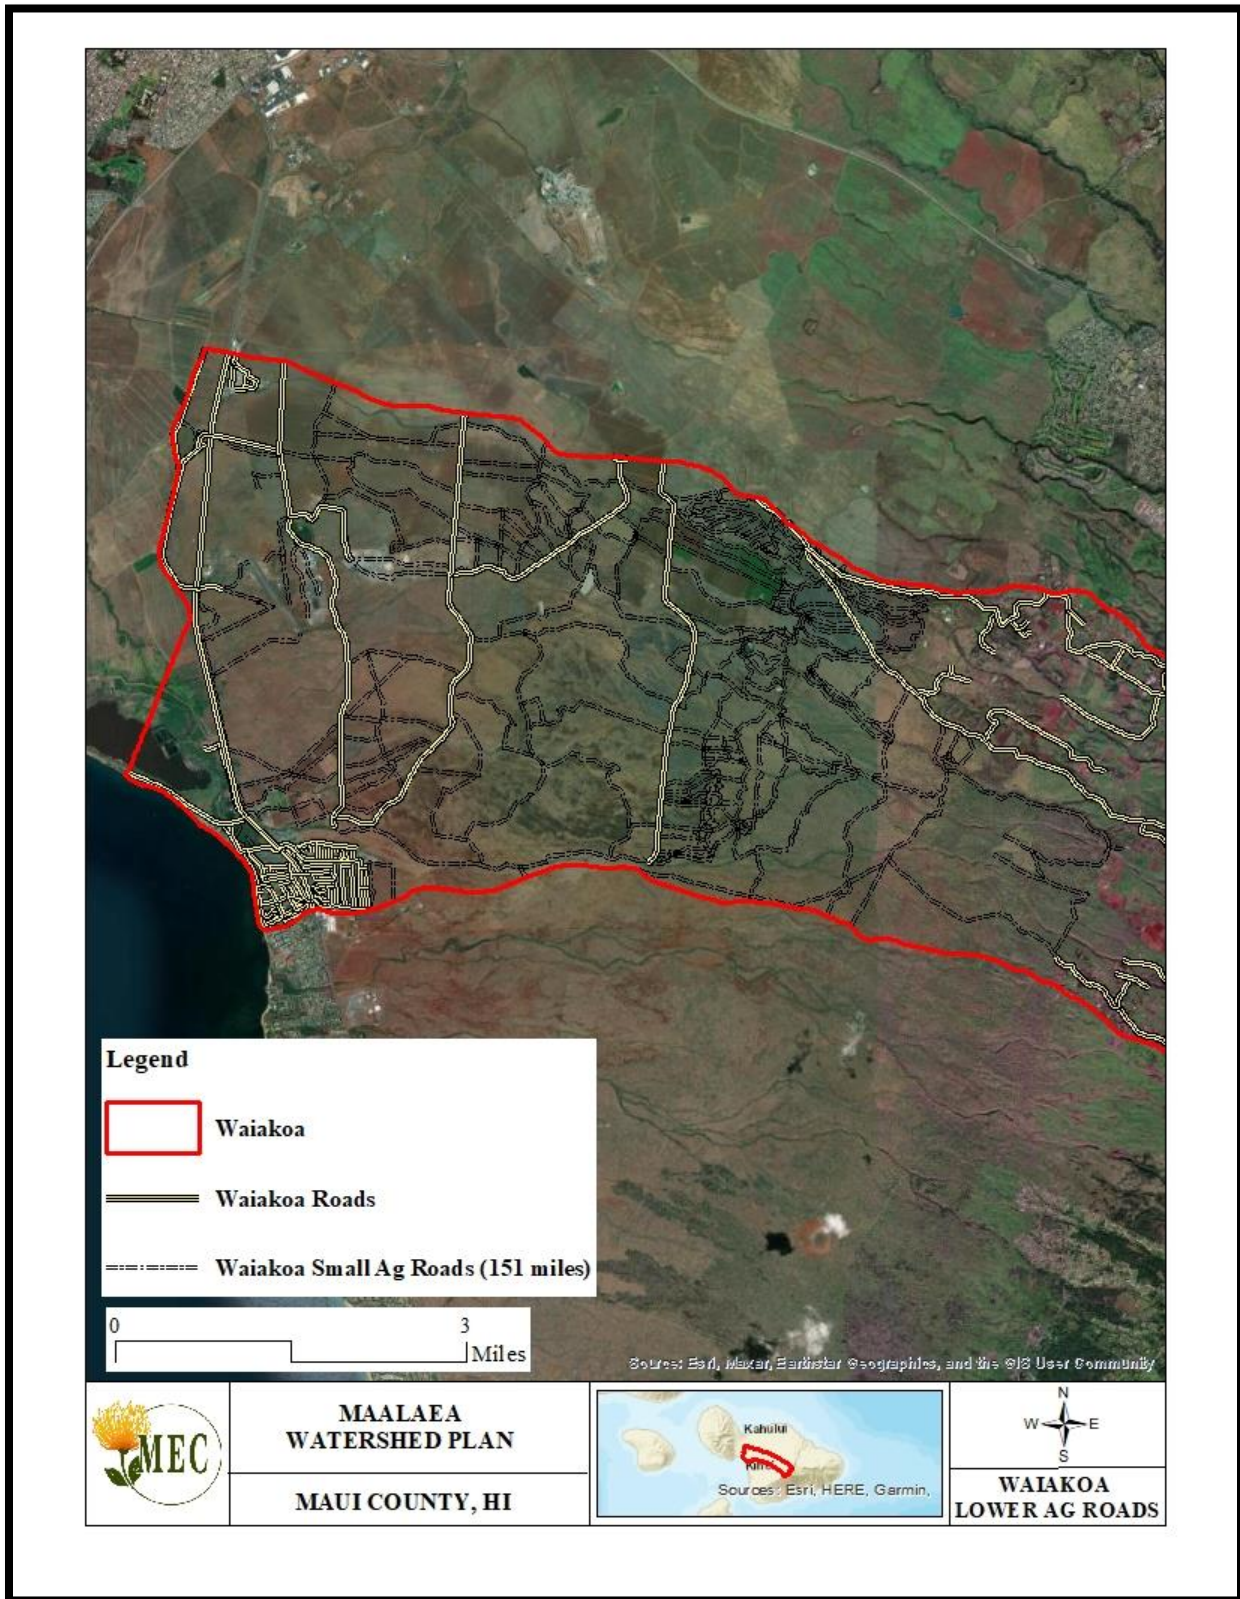 Legend
Waiakoa
Waiakoa Roads
Waiakoa Small Ag Roads (151 miles)
0 3
Miles
Source: Esri, Maxar, Earthstar Geographics, and the GIS User Community
MEC
MAALAEA
WATERSHED PLAN
MAUI COUNTY, HI
Kahului
Sources: Esri, HERE, Garmin,
N
W E
S
WAIAKOA
LOWER AG ROADS